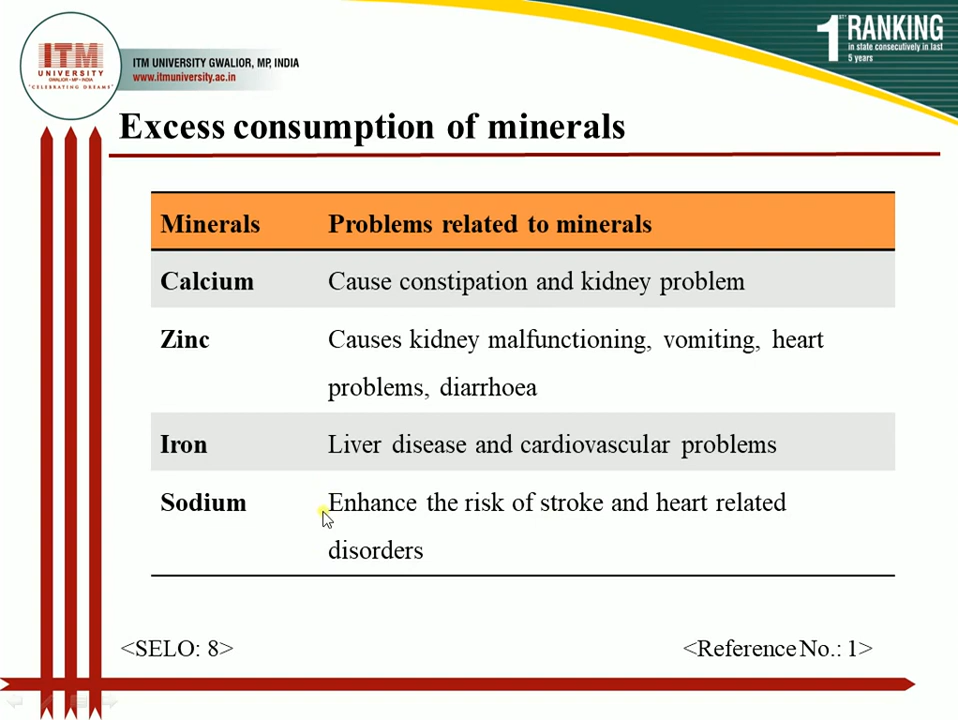 ITM
UNIVERSITY
GWALIOR • MP • INDIA
"CELEBRATING DREAMS"
ITM UNIVERSITY GWALIOR, MP, INDIA
www.itmuniversity.ac.in
1ST RANKING
in state consecutively in last
5 years
Excess consumption of minerals
Minerals Problems related to minerals
Calcium Cause constipation and kidney problem
Zinc Causes kidney malfunctioning, vomiting, heart
problems, diarrhoea
Iron Liver disease and cardiovascular problems
Sodium Enhance the risk of stroke and heart related
disorders
<SELO: 8> <Reference No.: 1>